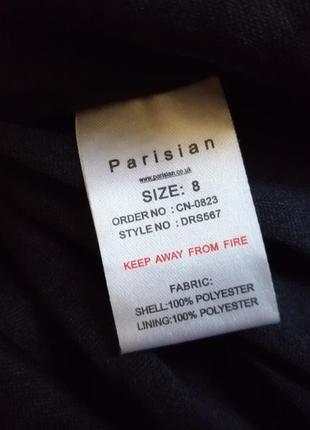 Parisian
www.parisian.co.uk
SIZE: 8
ORDER NO : CN-0823
STYLE NO : DRS567
KEEP AWAY FROM FIRE
FABRIC:
SHELL:100% POLYESTER
LINING:100% POLYESTER